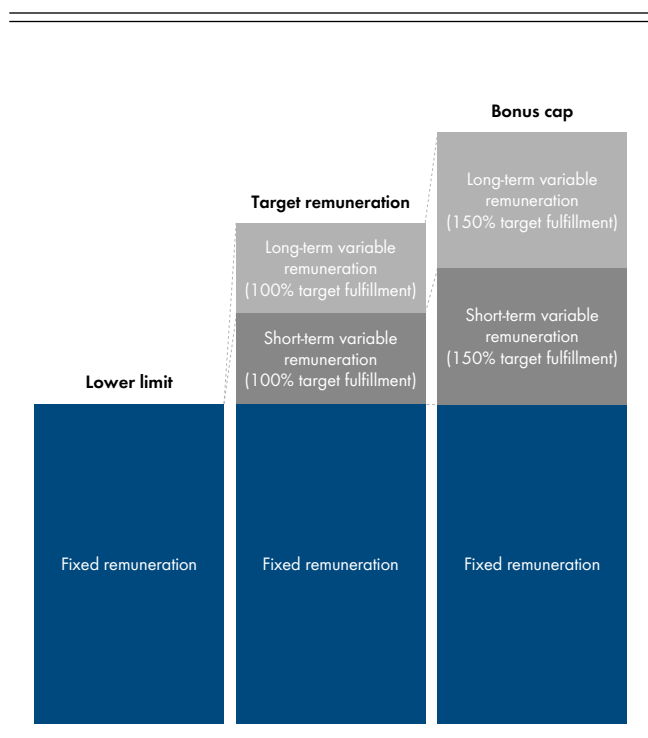 Bonus cap
Long-term variable
remuneration
(150% target fulfillment)
Target remuneration
Long-term variable
remuneration
(100% target fulfillment)
Short-term variable
remuneration
(150% target fulfillment)
Short-term variable
remuneration
(100% target fulfillment)
Lower limit
Fixed remuneration
Fixed remuneration
Fixed remuneration